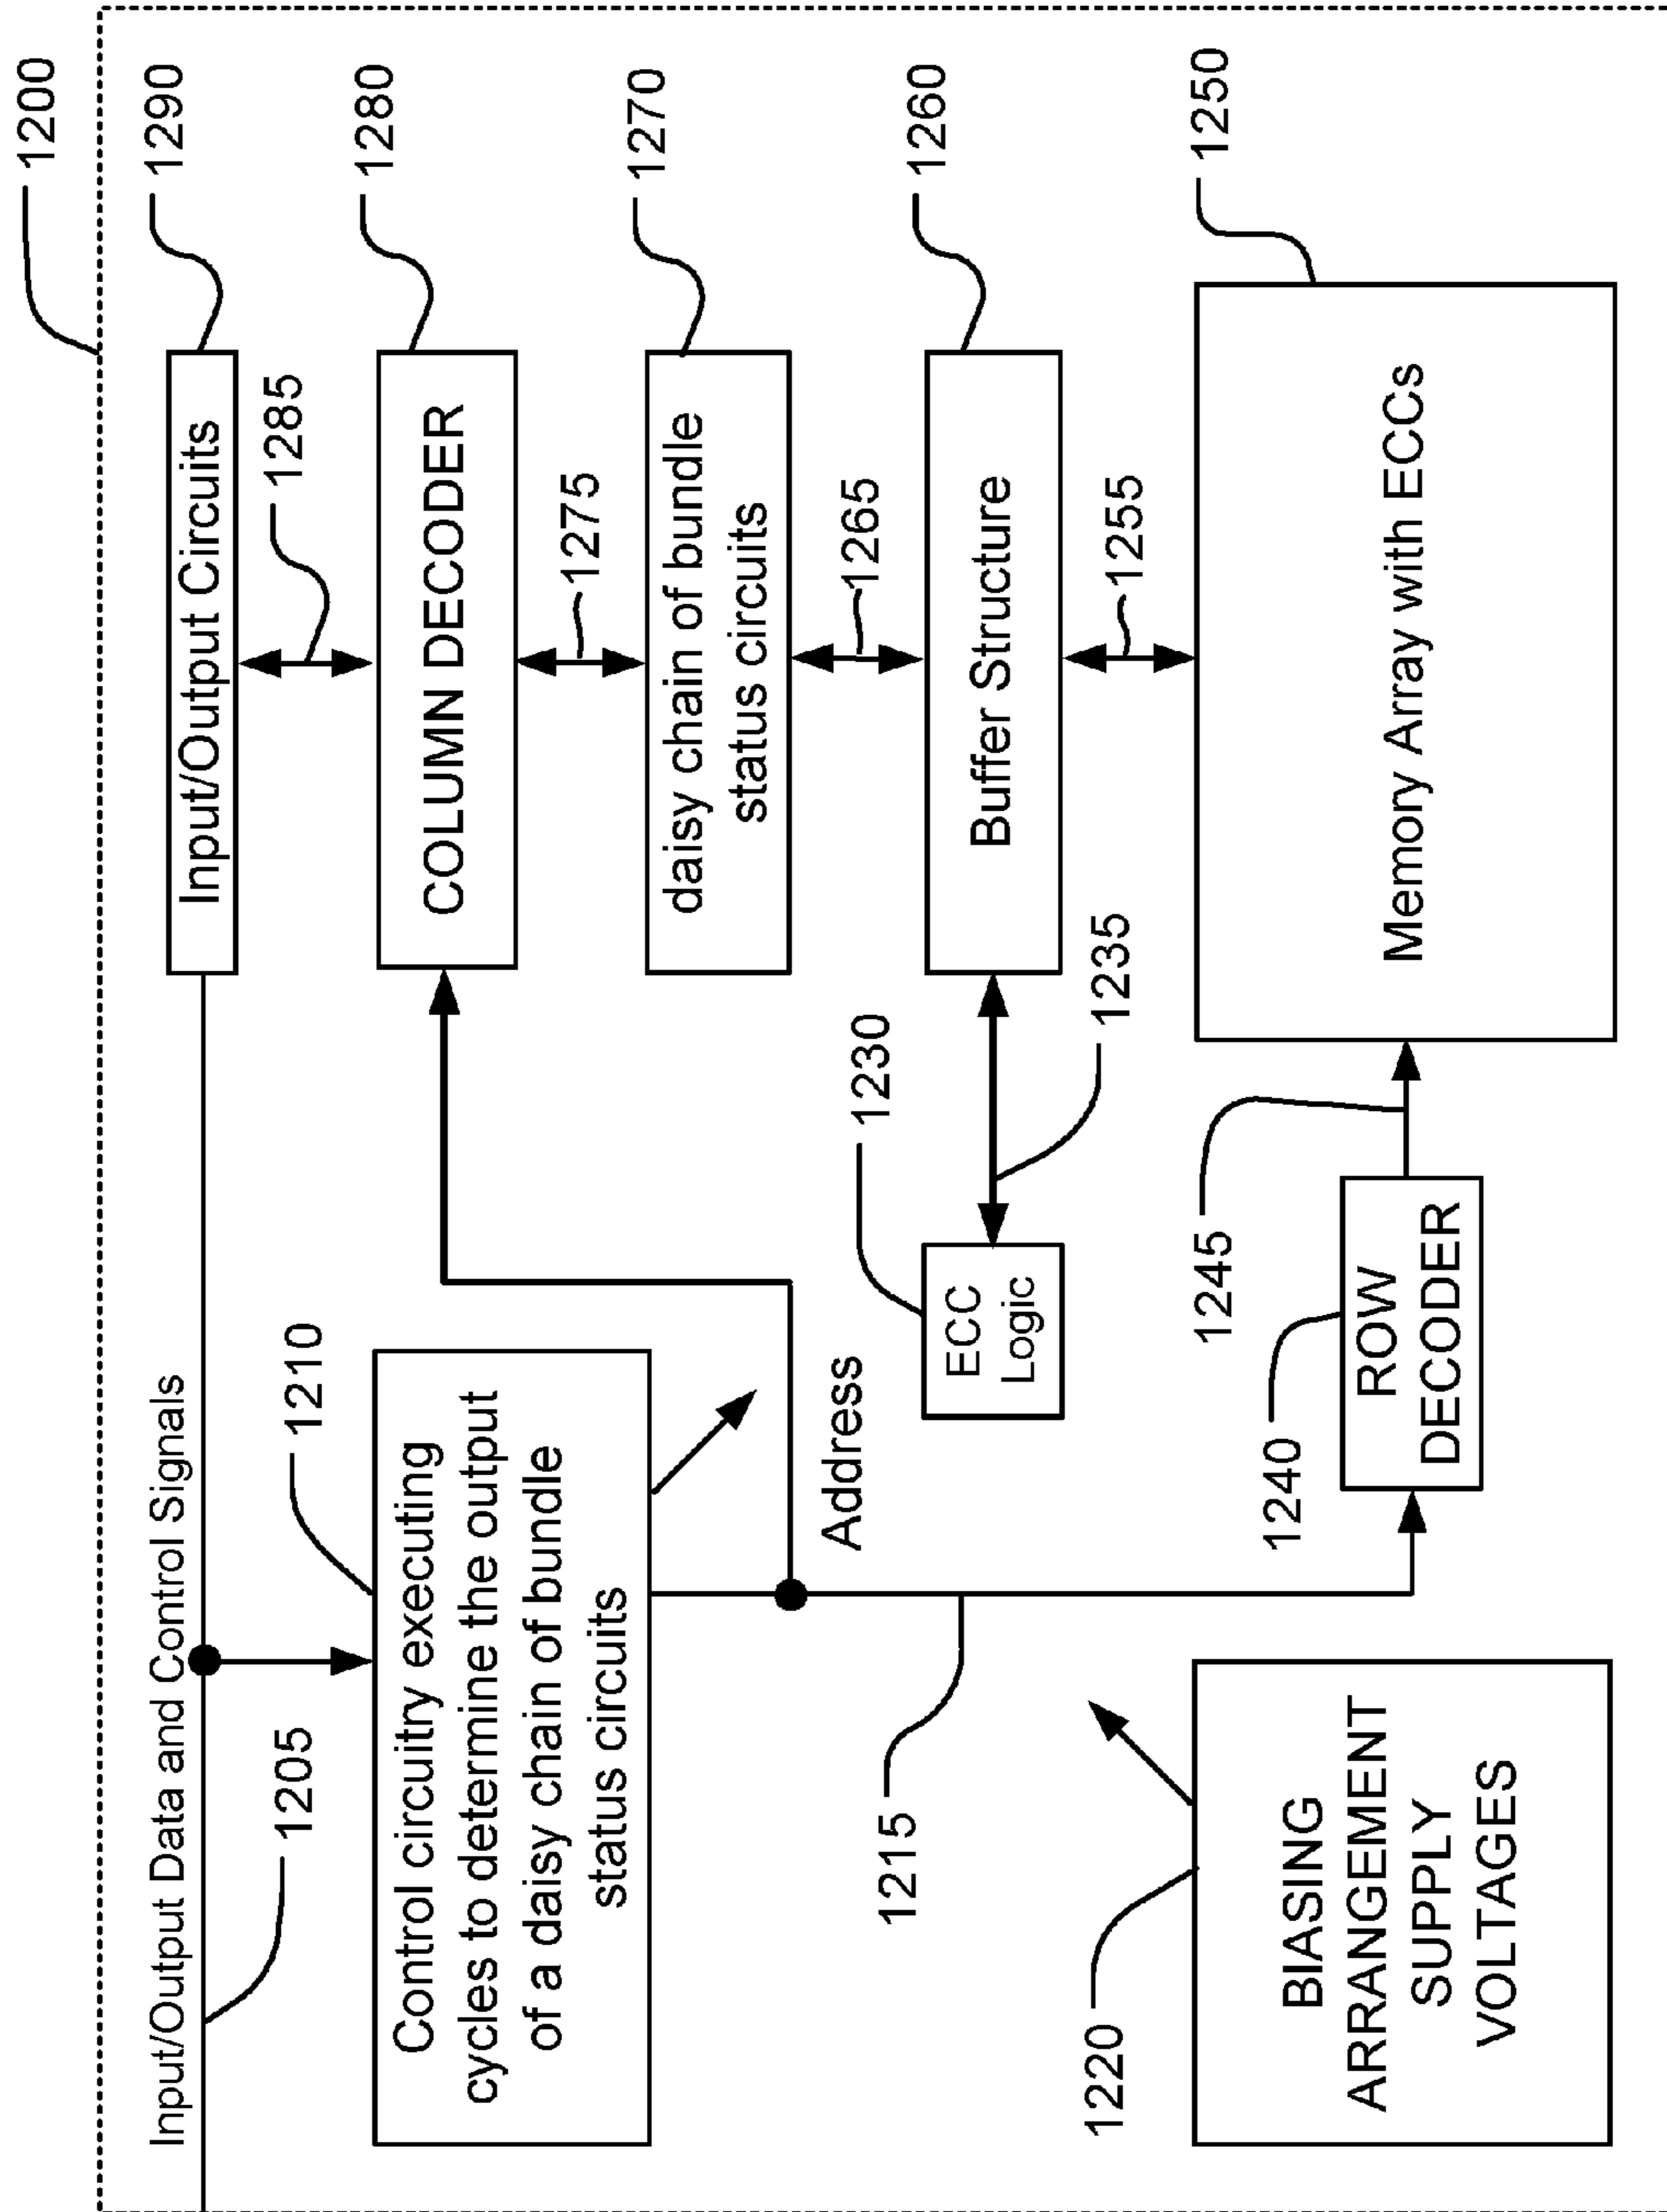 1200
Input/Output Data and Control Signals
1205
Input/Output Circuits
1290
1285
1210
Control circuitry executing
cycles to determine the output
of a daisy chain of bundle
status circuits
COLUMN DECODER
1280
1275
daisy chain of bundle
status circuits
1270
1265
Address
1215
1230
ECC
Logic
1235
Buffer Structure
1260
1255
1220
BIASING
ARRANGEMENT
SUPPLY
VOLTAGES
1240
ROW
DECODER
1245
Memory Array with ECCs
1250